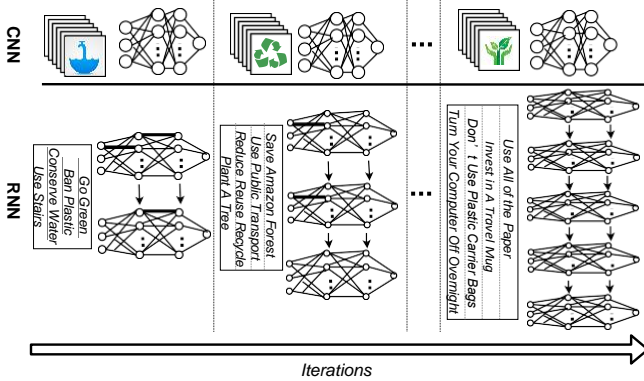 CNN
RNN
Go Green
Ban Plastic
Conserve Water
Use Stairs
Save Amazon Forest
Use Public Transport
Reduce Reuse Recycle
Plant A Tree
Use All of the Paper
Invest in A Travel Mug
Don’ t Use Plastic Carrier Bags
Turn Your Computer Off Overnight
Iterations